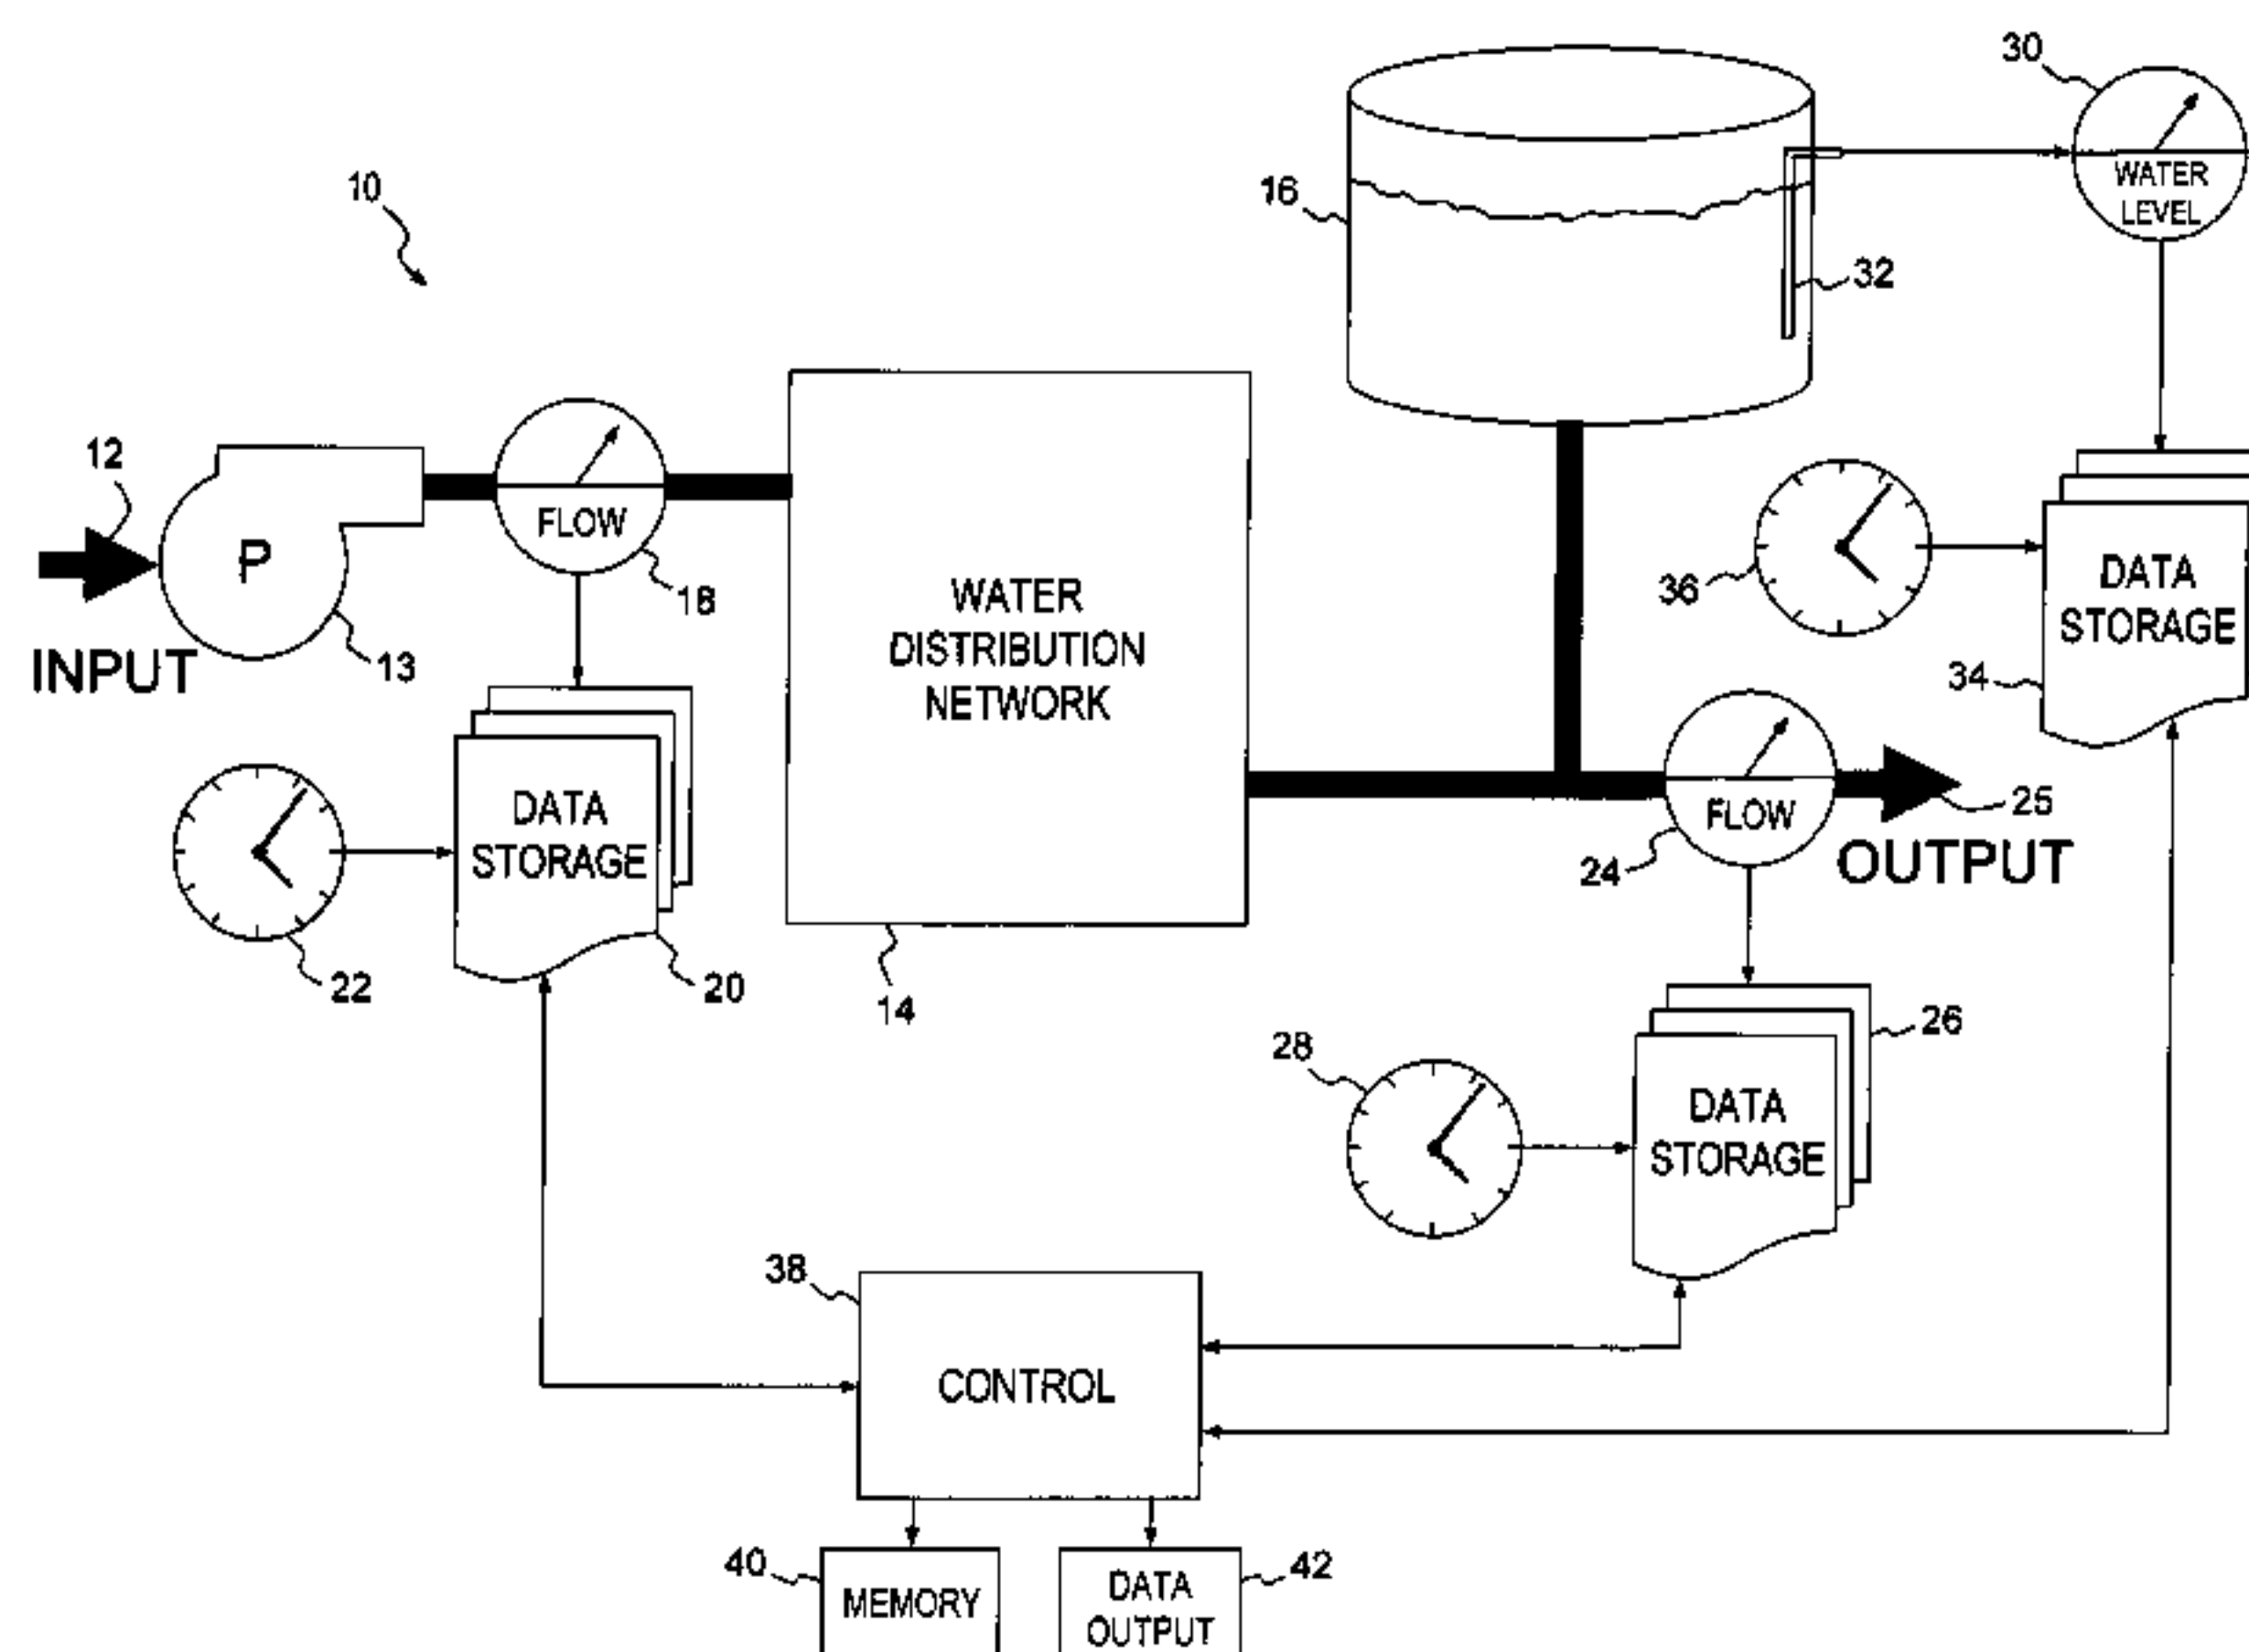 30
WATER
LEVEL
10
16
32
12
P
FLOW
18
INPUT
13
WATER
DISTRIBUTION
NETWORK
36
DATA
STORAGE
34
DATA
STORAGE
22
20
14
FLOW
24
25
OUTPUT
26
28
DATA
STORAGE
38
CONTROL
40
MEMORY
DATA
OUTPUT
42